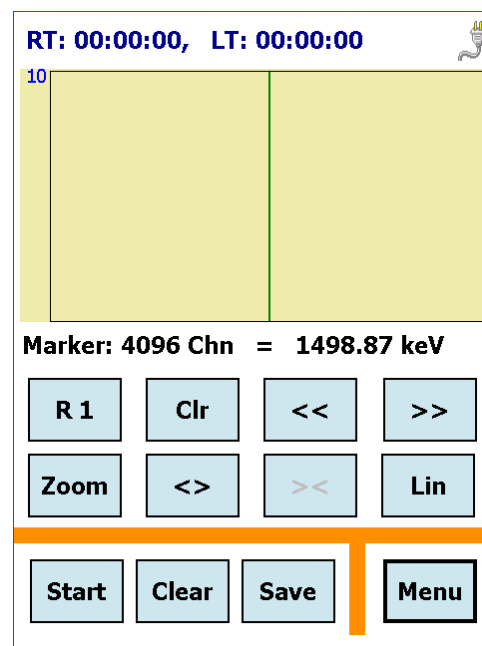 RT: 00:00:00, LT: 00:00:00
10
Marker: 4096 Chn = 1498.87 keV
R 1 Clr << >>
Zoom <> >< Lin
Start Clear Save Menu